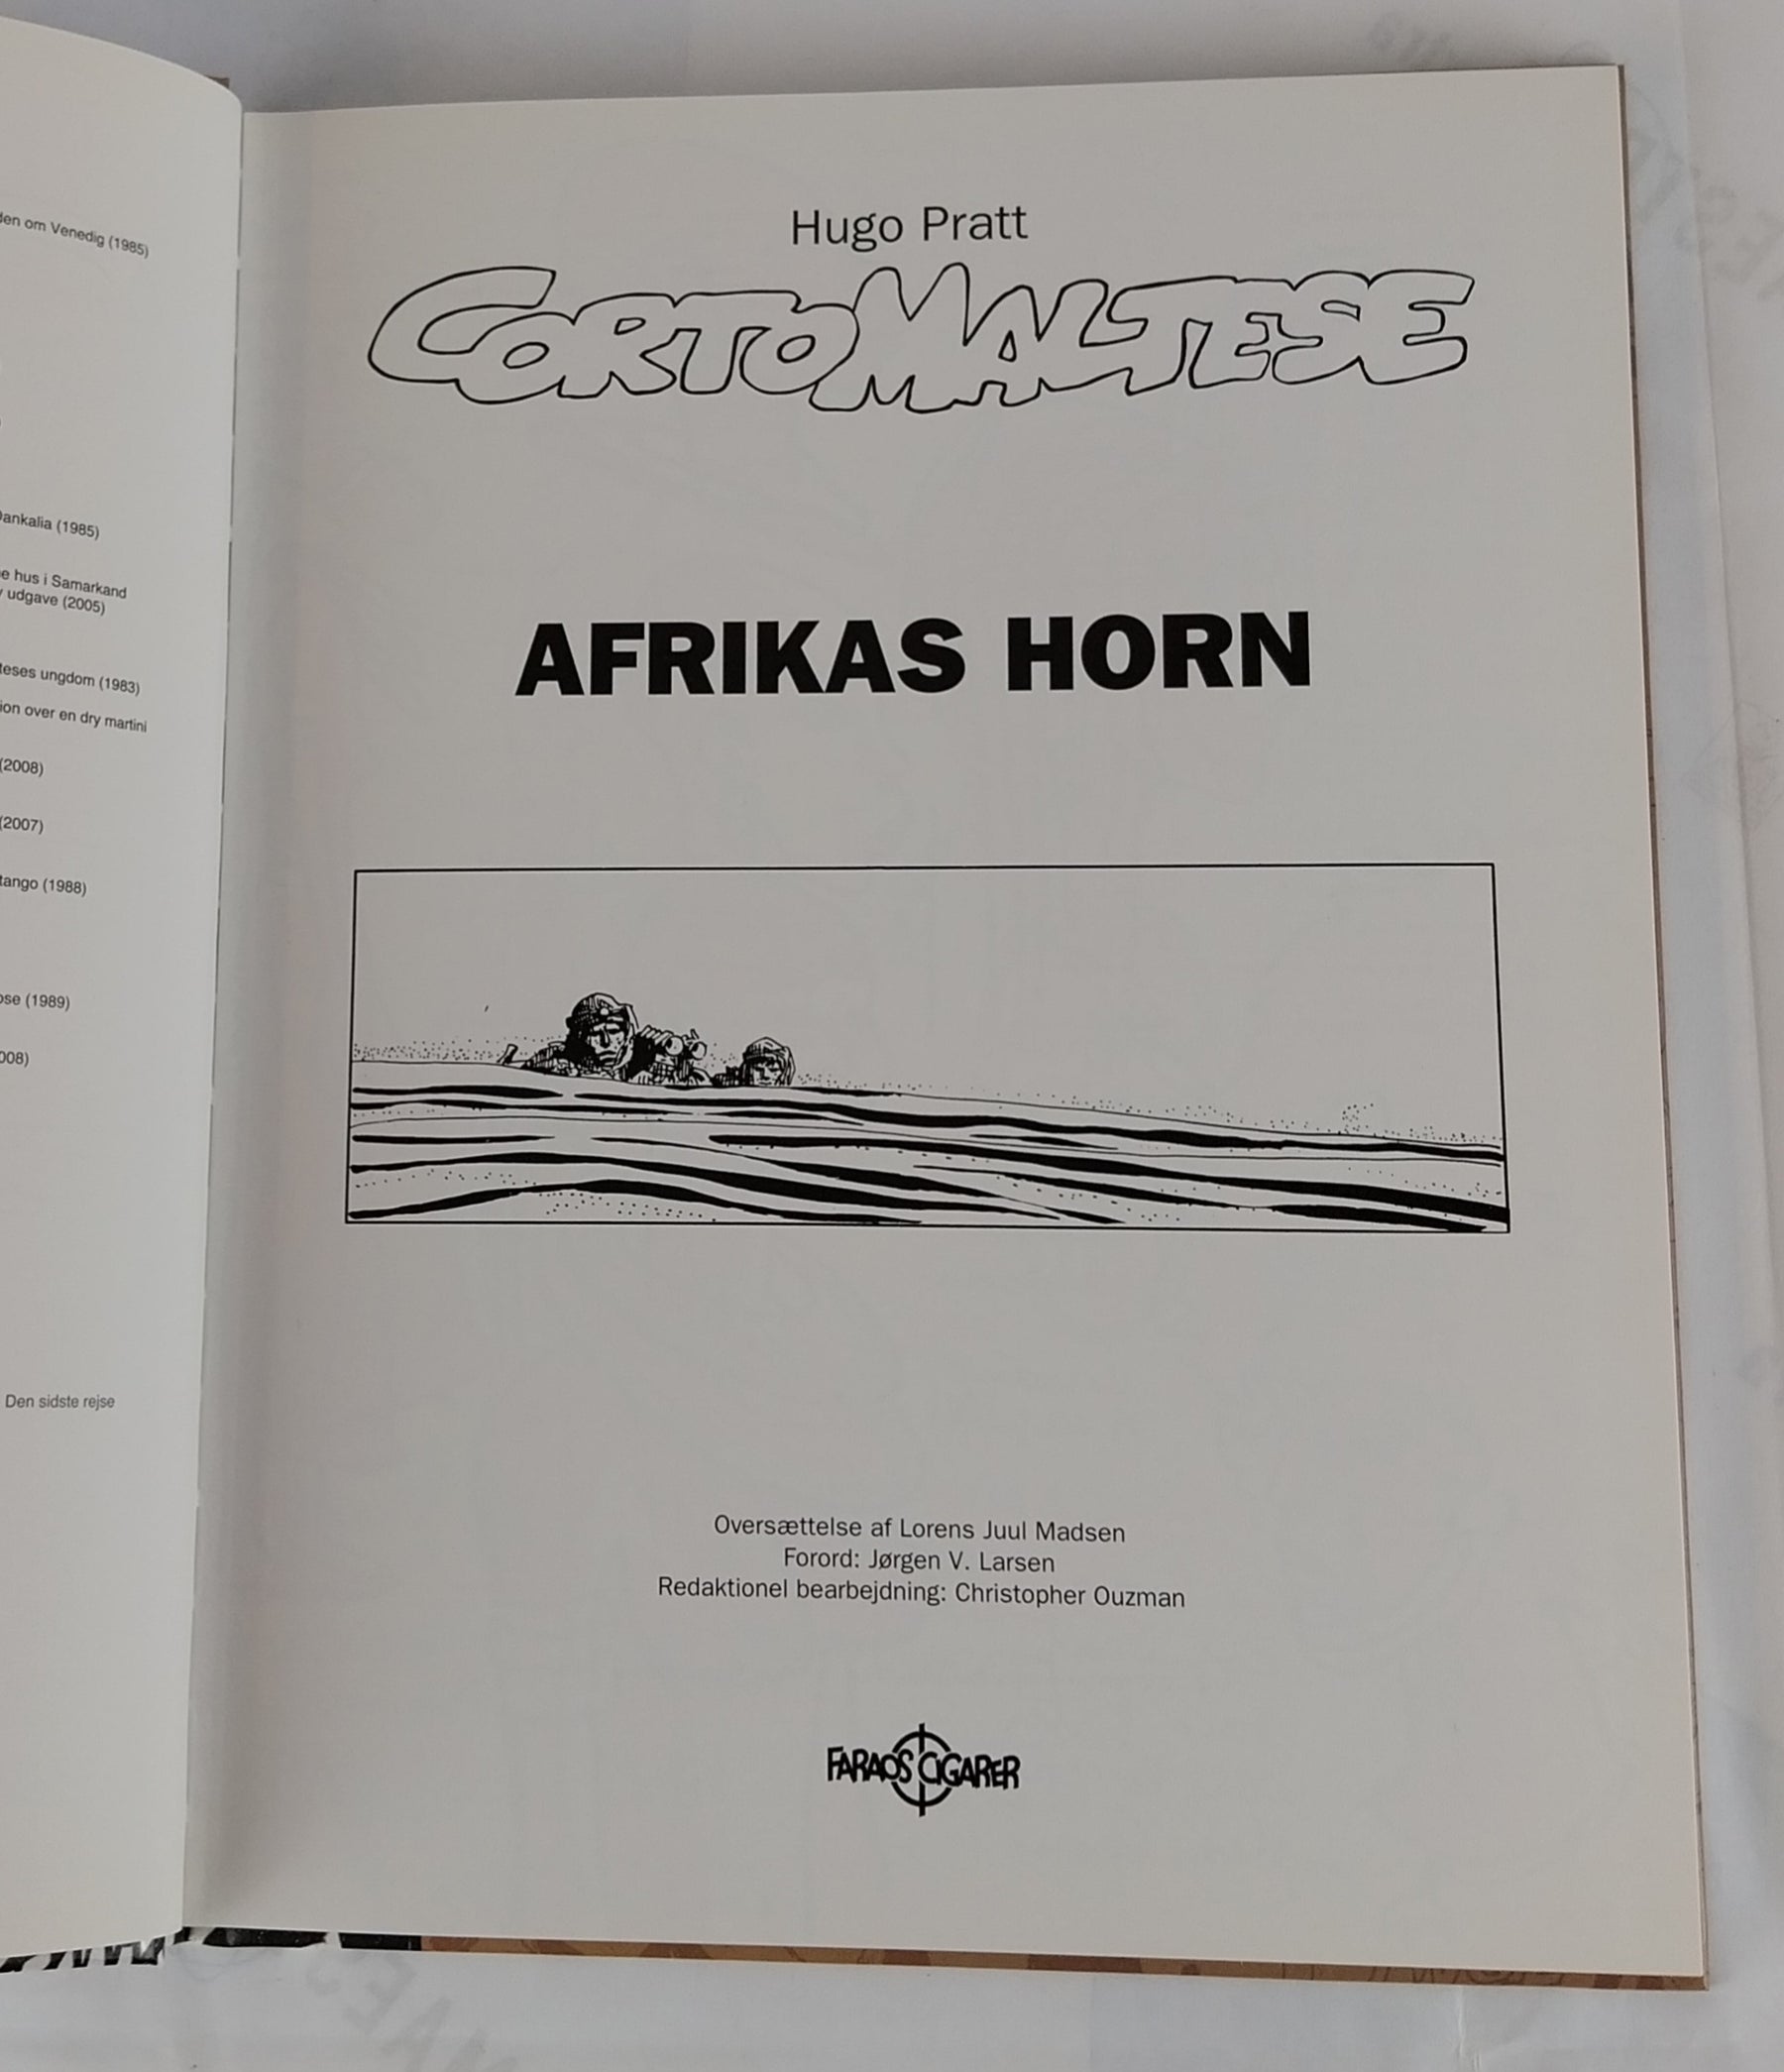 den om Venedig (1985)
Dankalia (1985)
e hus i Samarkand
udgave (2005)
teses ungdom (1983)
ion over en dry martini
(2008)
(2007)
tango (1988)
(1989)
008)
Den sidste rejse
Hugo Pratt
CORTO MALTESE
AFRIKAS HORN
Oversættelse af Lorens Juul Madsen
Forord: Jørgen V. Larsen
Redaktionel bearbejdning: Christopher Ouzman
FARAOS CIGARER